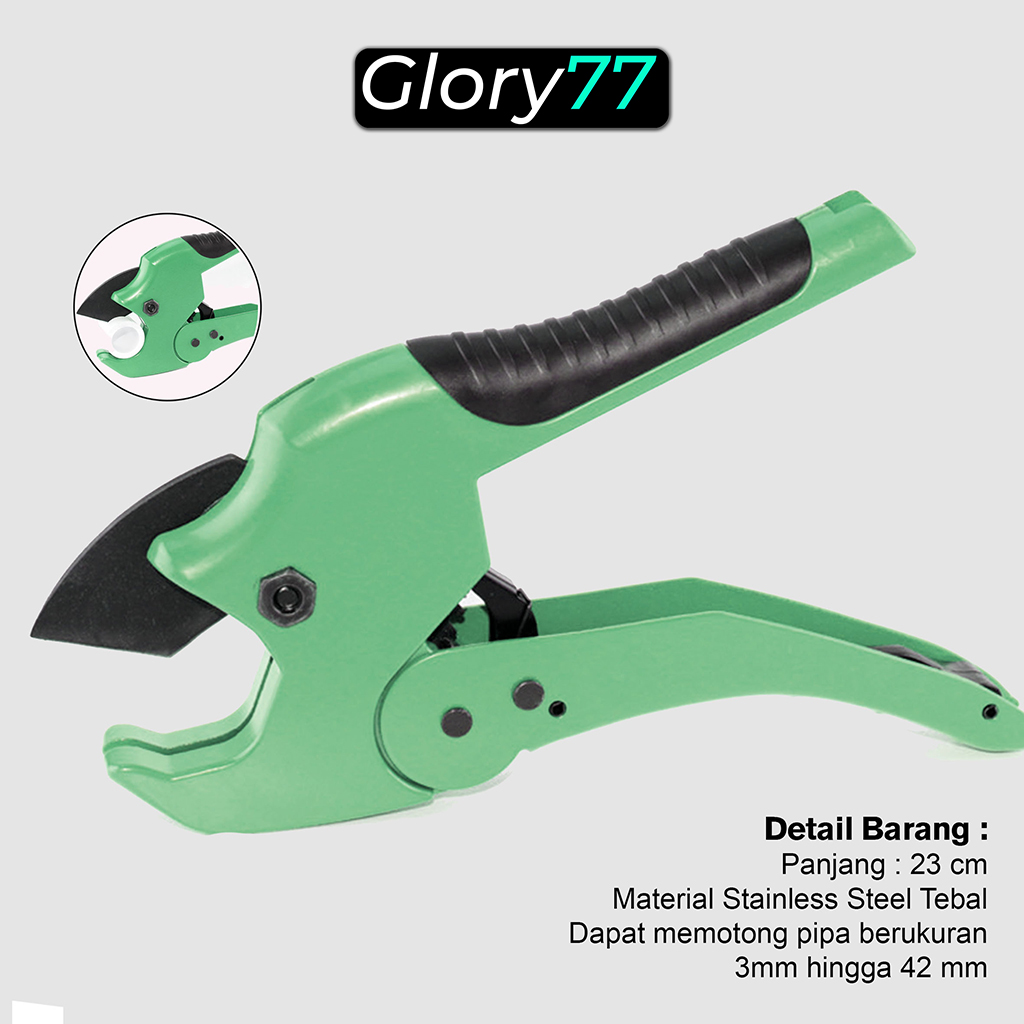 Glory77
Detail Barang :
Panjang : 23 cm
Material Stainless Steel Tebal
Dapat memotong pipa berukuran
3mm hingga 42 mm